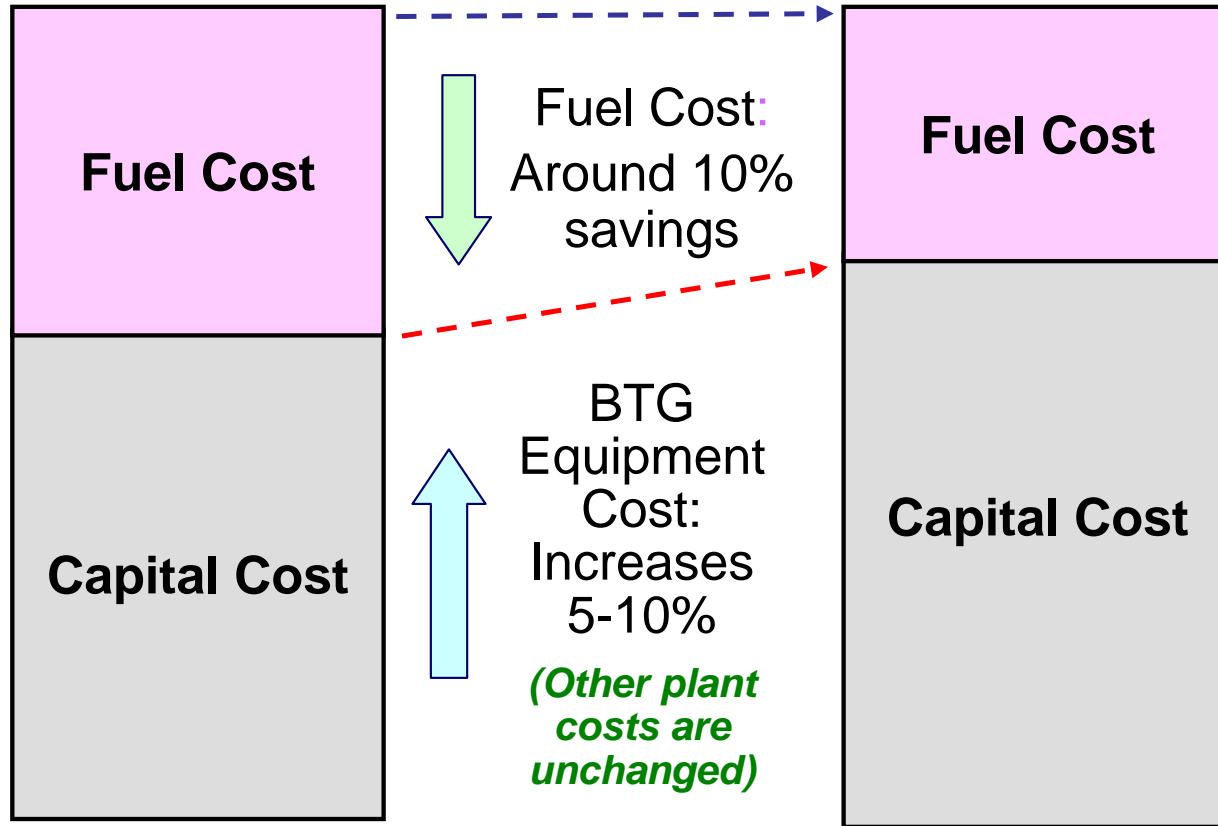 Fuel Cost
Capital Cost
Fuel Cost:
Around 10%
savings
BTG
Equipment
Cost:
Increases
5-10%
(Other plant
costs are
unchanged)
Fuel Cost
Capital Cost